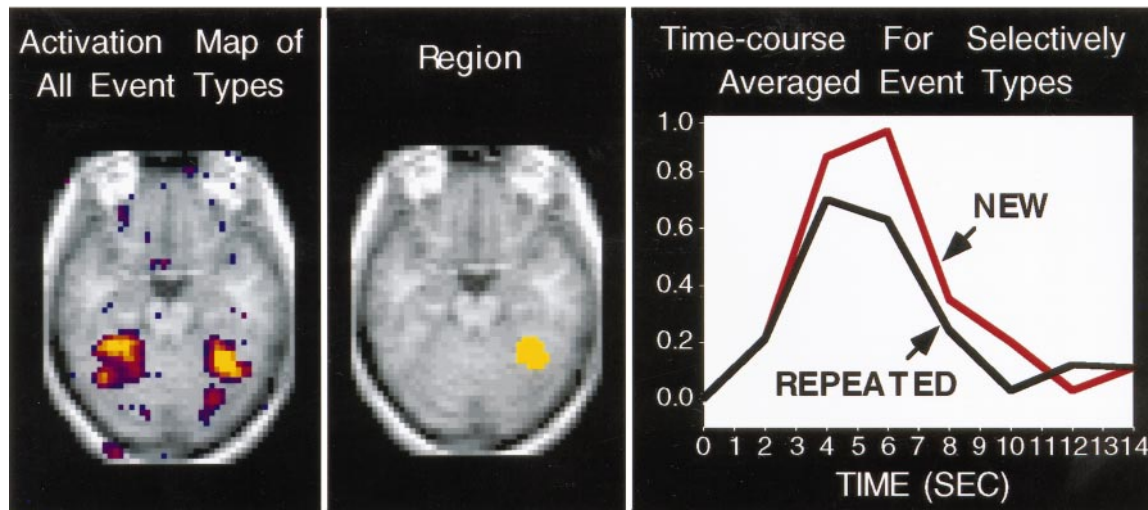 Activation Map of
All Event Types
Region
Time-course For Selectively
Averaged Event Types
1.0
0.8
0.6
0.4
0.2
0.0
NEW
REPEATED
0 1 2 3 4 5 6 7 8 9 10 11 12 13 14
TIME (SEC)